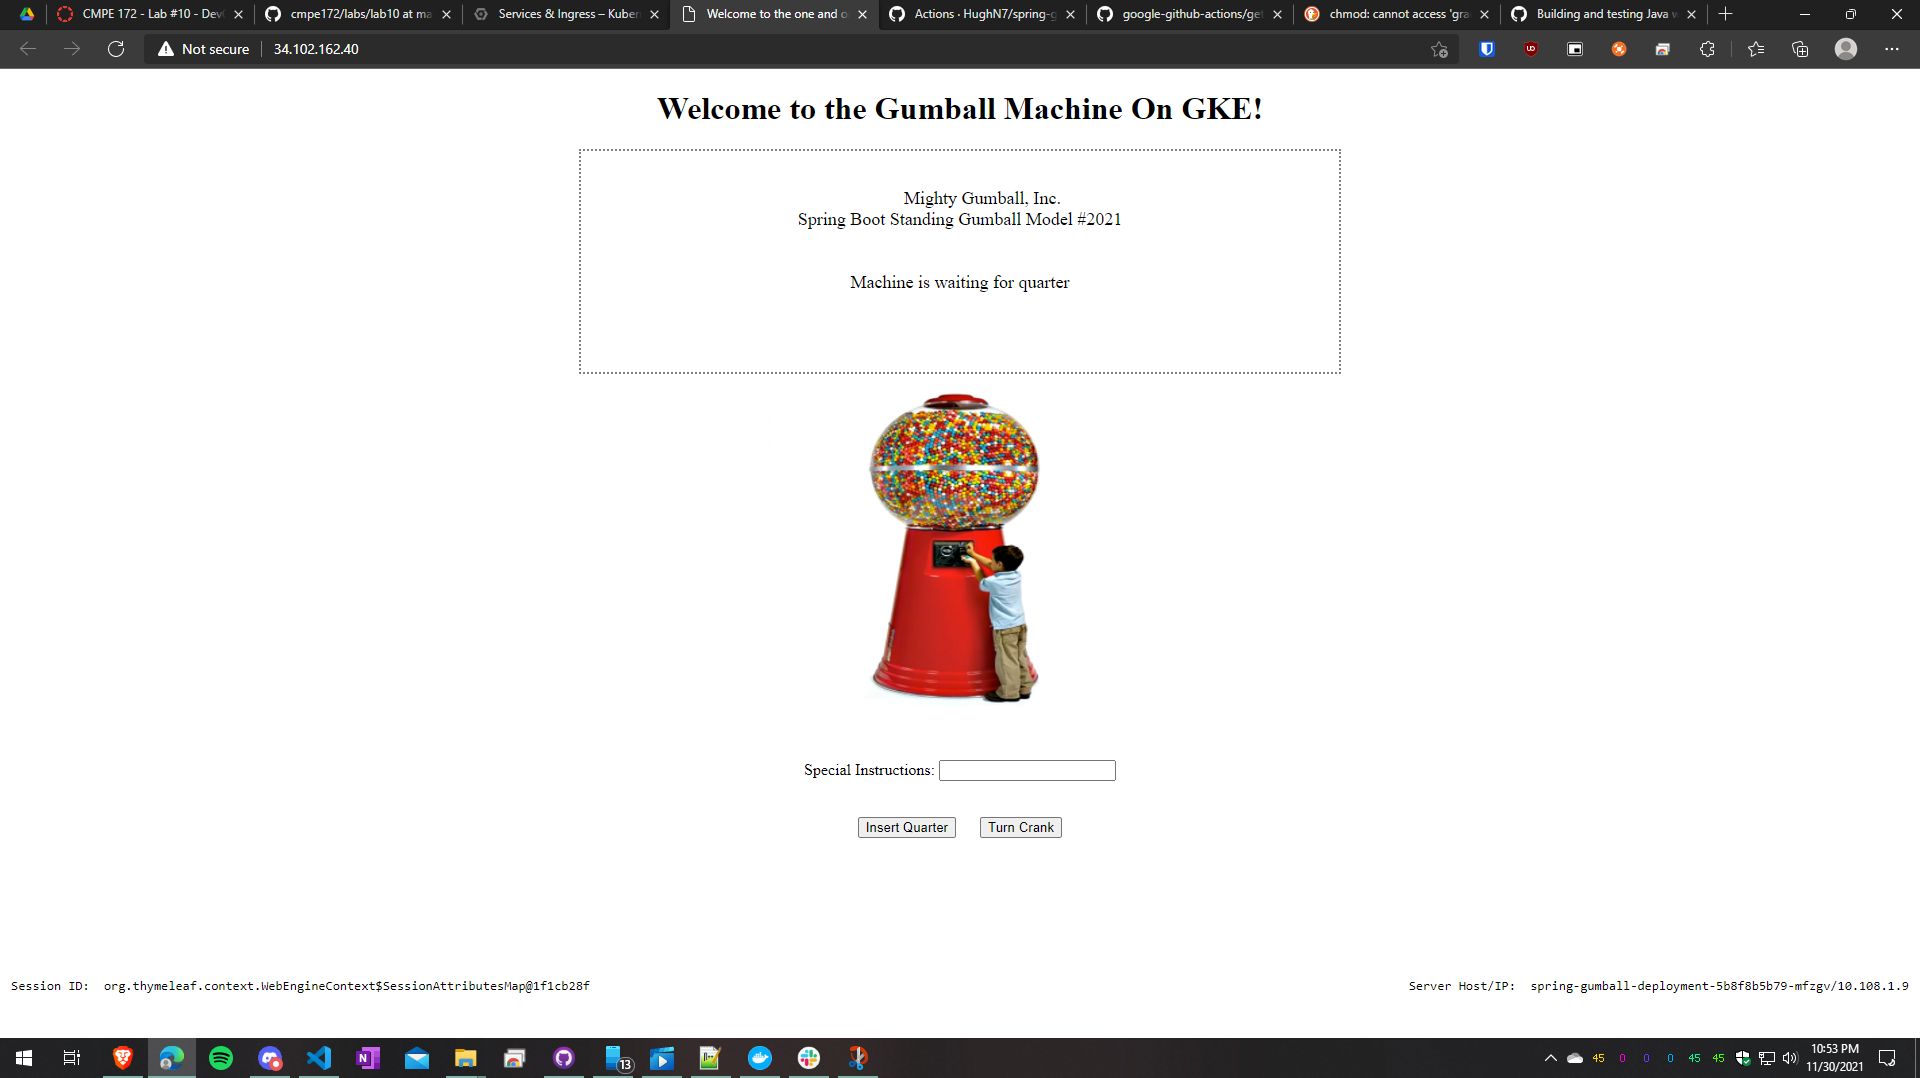 CMPE 172 - Lab #10 - Dev
cmpe172/labs/lab10 at ma
Services & Ingress – Kuber
Welcome to the one and o
Actions · HughN7/spring-g
google-github-actions/get
chmod: cannot access 'gra
Building and testing Java w
Not secure
34.102.162.40
Welcome to the Gumball Machine On GKE!
Mighty Gumball, Inc.
Spring Boot Standing Gumball Model #2021
Machine is waiting for quarter
Special Instructions:
Insert Quarter
Turn Crank
Session ID: org.thymeleaf.context.WebEngineContext$SessionAttributesMap@1f1cb28f
Server Host/IP: spring-gumball-deployment-5b8f8b5b79-mfzgv/10.108.1.9
13
45 0 0 0 45 45
10:53 PM
11/30/2021